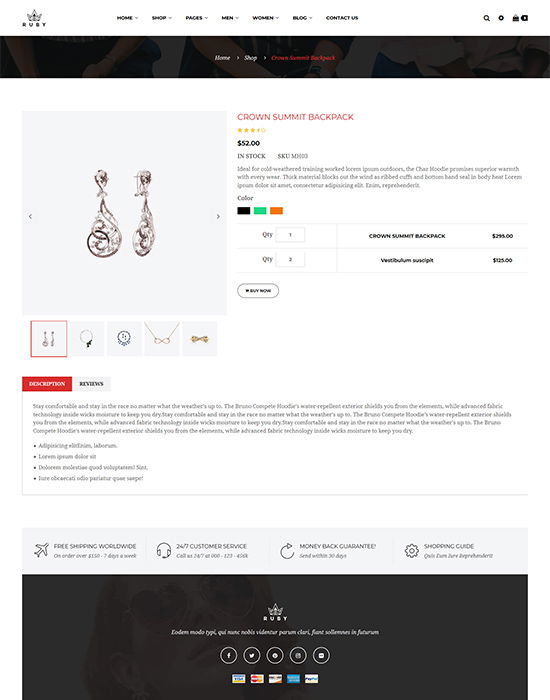 RUBY
HOME SHOP PAGES MEN WOMEN BLOG CONTACT US
0
Home > Shop > Crown Summit Backpack
CROWN SUMMIT BACKPACK
$52.00
IN STOCK SKU MH03
Ideal for cold-weathered training worked lorem ipsum outdoors, the Chaz Hoodie promises superior warmth
with every wear. Thick material blocks out the wind as ribbed cuffs and bottom band seal in body heat Lorem
ipsum dolor sit amet, consectetur adipisicing elit. Enim, reprehenderit.
Color
Qty 1 CROWN SUMMIT BACKPACK $295.00
Qty 2 Vestibulum suscipit $125.00
BUY NOW
DESCRIPTION REVIEWS
Stay comfortable and stay in the race no matter what the weather's up to. The Bruno Compete Hoodie's water-repellent exterior shields you from the elements, while advanced fabric
technology inside wicks moisture to keep you dry.Stay comfortable and stay in the race no matter what the weather's up to. The Bruno Compete Hoodie's water-repellent exterior shields
you from the elements, while advanced fabric technology inside wicks moisture to keep you dry.Stay comfortable and stay in the race no matter what the weather's up to. The Bruno
Compete Hoodie's water-repellent exterior shields you from the elements, while advanced fabric technology inside wicks moisture to keep you dry.
• Adipisicing elitEnim, laborum.
• Lorem ipsum dolor sit
• Dolorem molestiae quod voluptatem! Sint.
• Iure obcaecati odio pariatur quae saepe!
FREE SHIPPING WORLDWIDE
On order over $150 - 7 days a week
24/7 CUSTOMER SERVICE
Call us 24/7 at 000 - 123 - 456k
MONEY BACK GUARANTEE!
Send within 30 days
SHOPPING GUIDE
Quis Eum Iure Reprehenderit
RUBY
Eodem modo typi, qui nunc nobis videntur parum clari, fiant sollemnes in futurum
VISA
PayPal